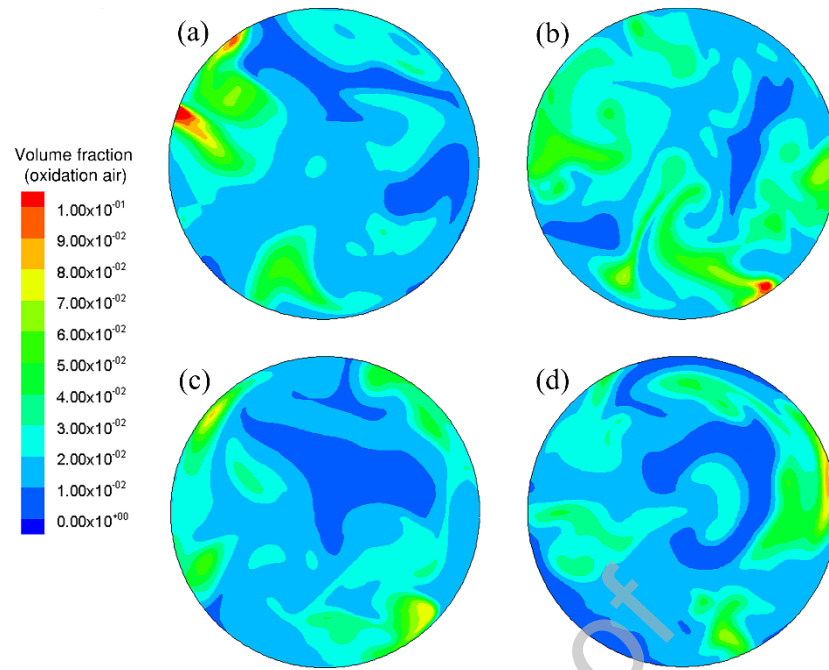 (a)
(b)
Volume fraction
(oxidation air)
1.00x10⁻⁰¹
9.00x10⁻⁰²
8.00x10⁻⁰²
7.00x10⁻⁰²
6.00x10⁻⁰²
5.00x10⁻⁰²
4.00x10⁻⁰²
3.00x10⁻⁰²
2.00x10⁻⁰²
1.00x10⁻⁰²
0.00x10⁺⁰⁰
(c)
(d)
of